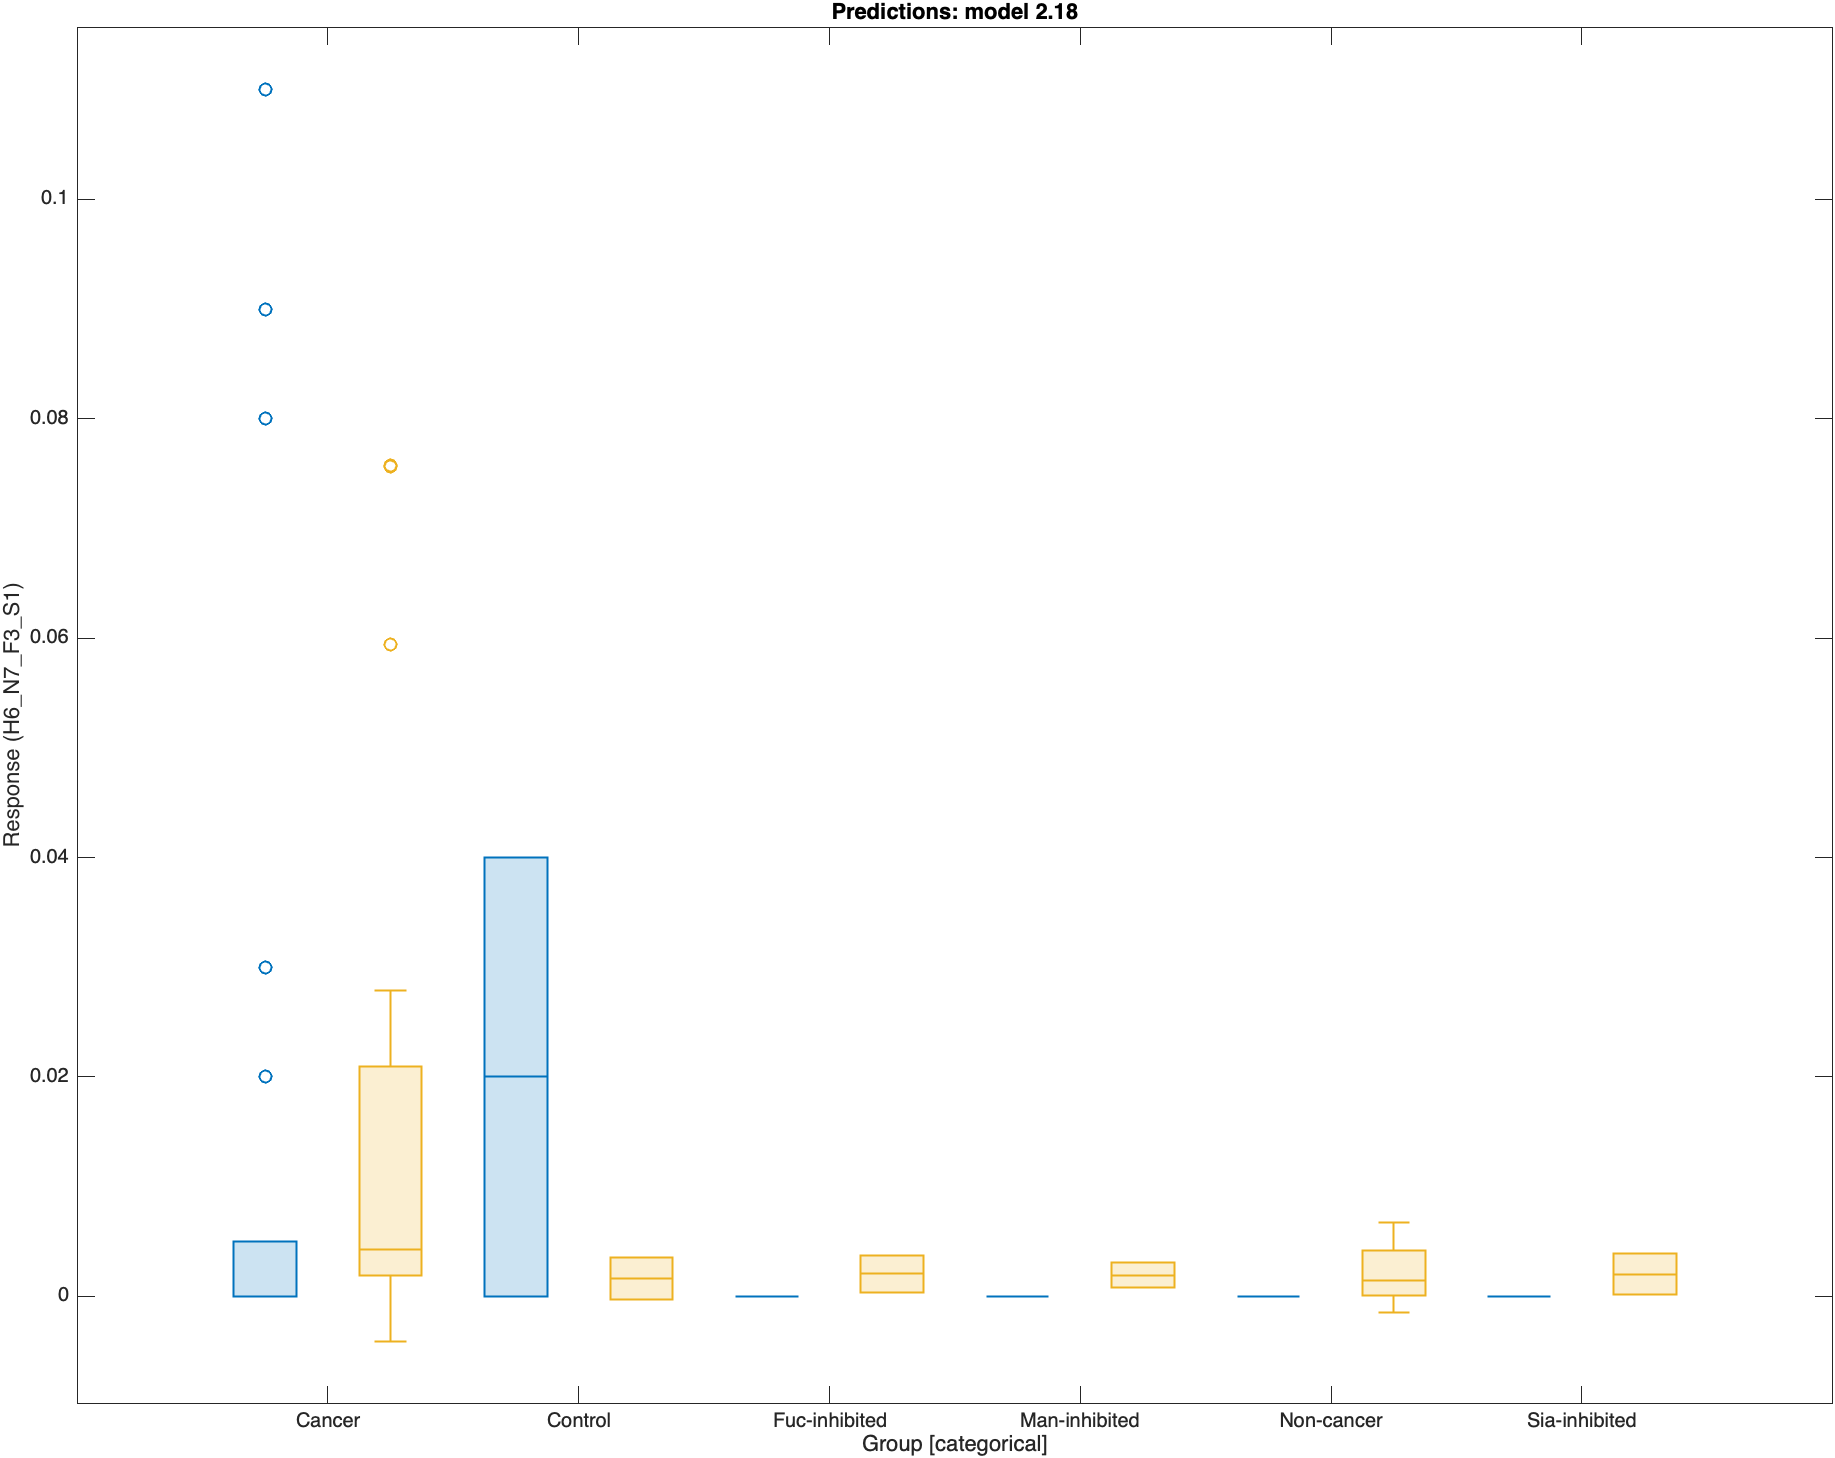 Predictions: model 2.18
0.1
0.08
0.06
0.04
0.02
0
Response (H6_N7_F3_S1)
Cancer Control Fuc-inhibited Man-inhibited Non-cancer Sia-inhibited
Group [categorical]